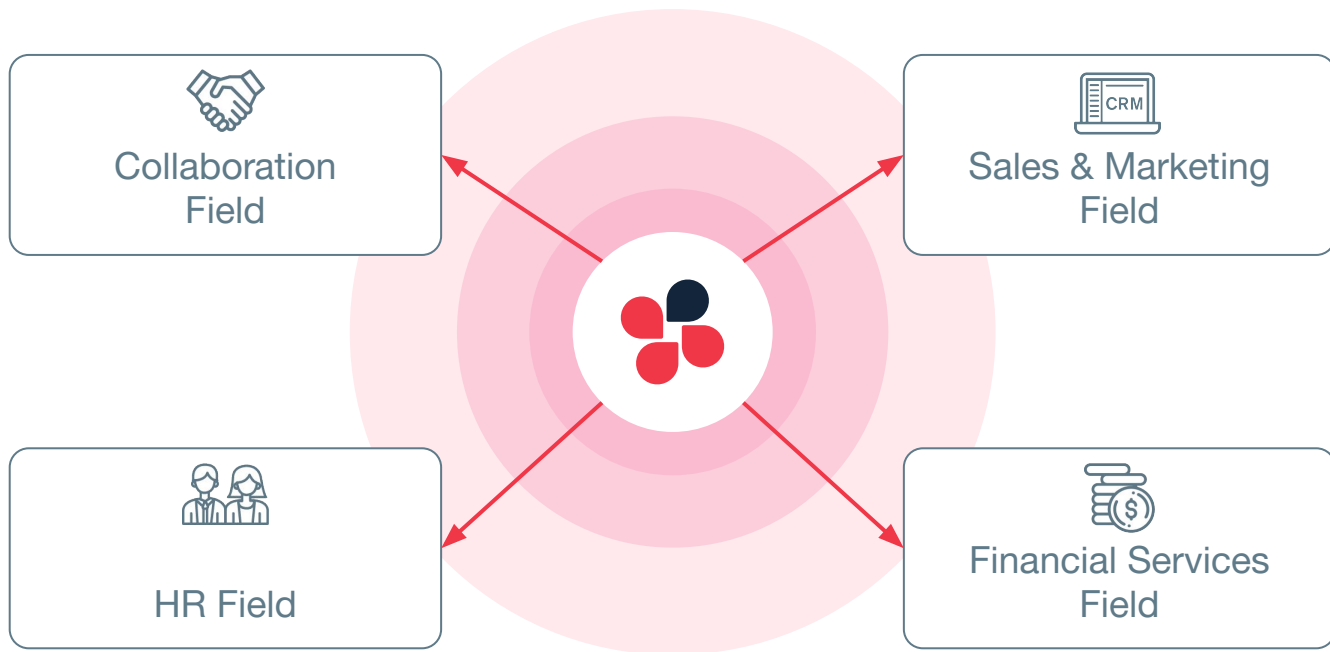 Collaboration
Field
CRM
Sales & Marketing
Field
HR Field
$
Financial Services
Field